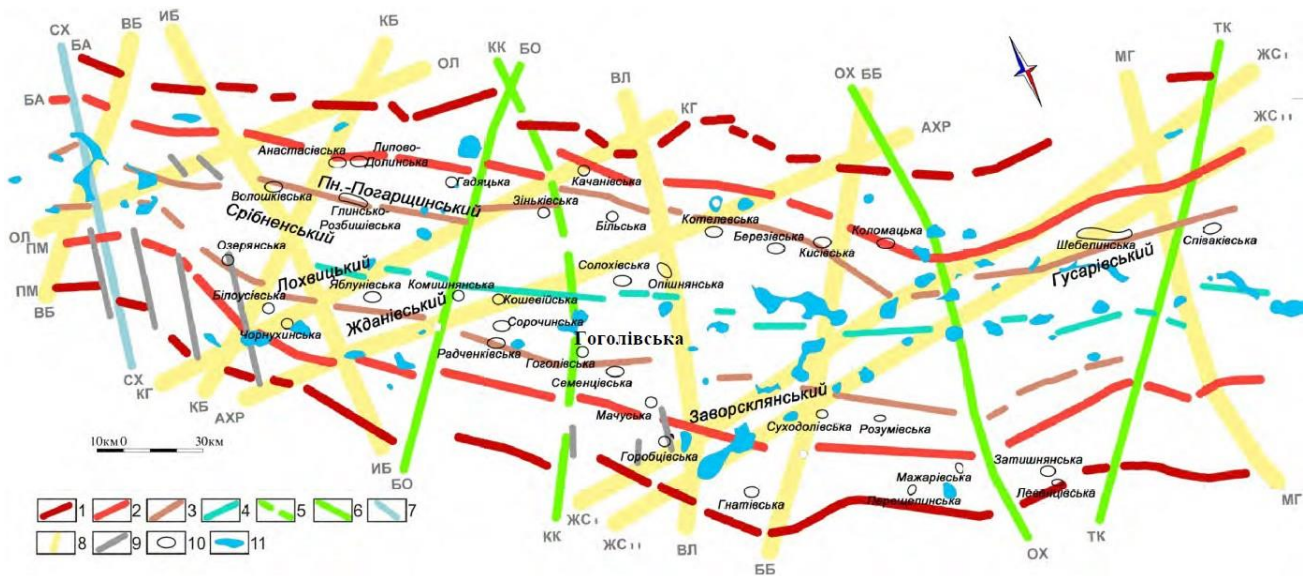 СХ
ВБ
ИБ
КБ
ОЛ
КК
БО
ВЛ
КГ
ОХ
ББ
АХР
МГ
ТК
ЖС I
ЖС II
БА
БА
Анастасівська
Липово-
Долинська
Гадяцька
Качанівська
Волошківська
Пн.-Погарщинський
Глинсько-
Розбишівська
Зіньківська
Більська
Котелевська
Березівська
Кисівська
Коломацька
Шебелинська
Співаківська
Гусарівський
Срібненський
ОЛ
ПМ
ПМ
ВБ
Озерянська
Лохвицький
Яблунівська
Комишнянська
Солохівська
Опішнянська
Білоусівська
Жданівський
Кошевійська
Чорнухинська
Сорочинська
Гоголівська
Радченківська
Гоголівська
Семенцівська
Заворсклянський
Мачуська
Суходолівська
Розумівська
Горобцівська
Мажарівська
Затишнянська
Перещепинська
Гнатівська
СХ
КГ
КБ
АХР
ИБ
БО
КК
ЖС I
ЖС II
ВЛ
ББ
ОХ
ТК
МГ
10км 0 30км
1 2 3 4 5 6 7
8 9 10 11